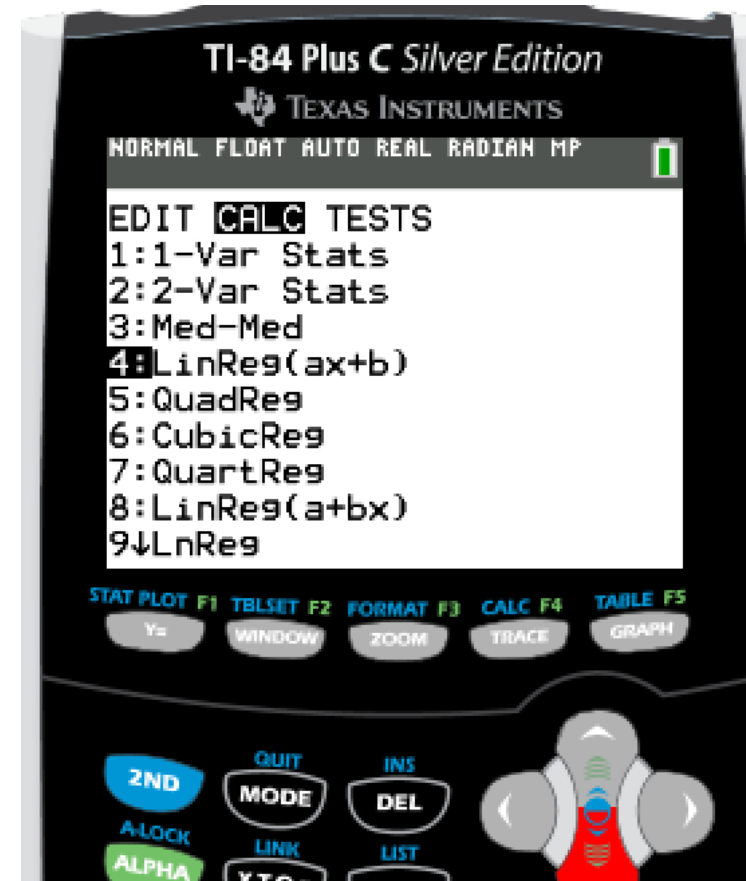 TI-84 Plus C Silver Edition
TEXAS INSTRUMENTS
NORMAL FLOAT AUTO REAL RADIAN MP
EDIT CALC TESTS
1:1-Var Stats
2:2-Var Stats
3:Med-Med
4:LinReg(ax+b)
5:QuadReg
6:CubicReg
7:QuartReg
8:LinReg(a+bx)
9↓LnReg
STAT PLOT F1 TBLSET F2 FORMAT F3 CALC F4 TABLE F5
Y= WINDOW ZOOM TRACE GRAPH
QUIT INS
2ND MODE DEL
A-LOCK LINK LIST
ALPHA